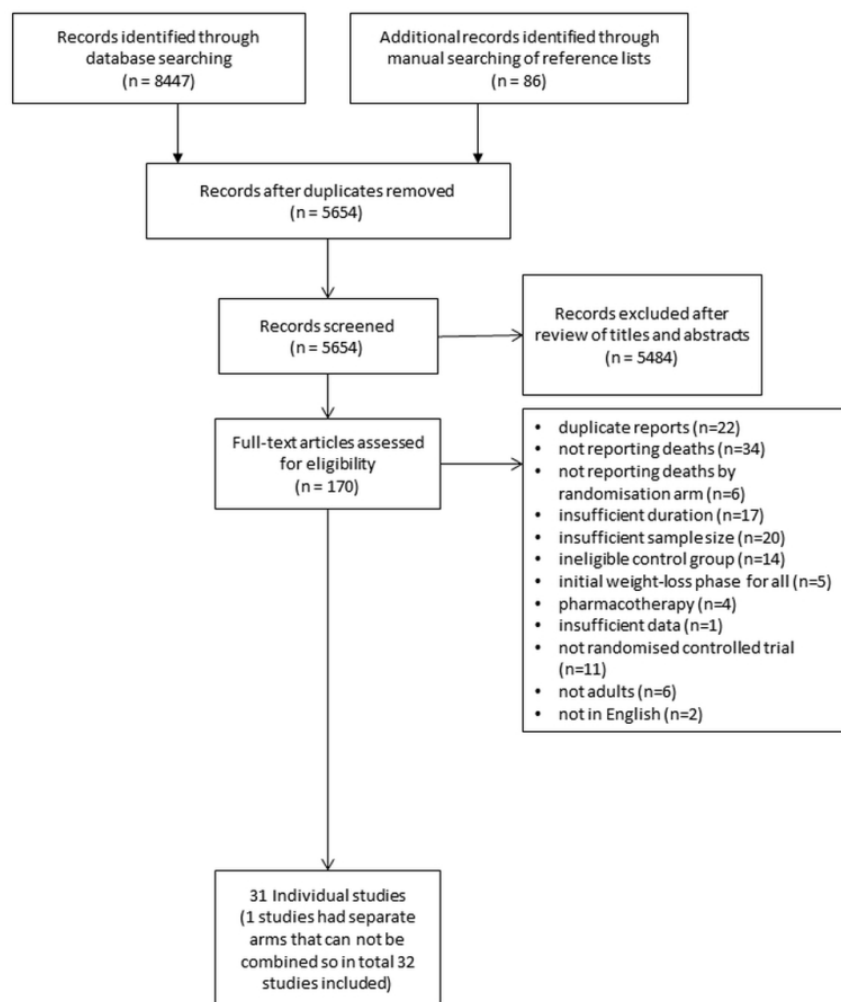 Records identified through
database searching
(n = 8447)
Additional records identified through
manual searching of reference lists
(n = 86)
Records after duplicates removed
(n = 5654)
Records screened
(n = 5654)
Records excluded after
review of titles and abstracts
(n = 5484)
Full-text articles assessed
for eligibility
(n = 170)
• duplicate reports (n=22)
• not reporting deaths (n=34)
• not reporting deaths by
randomisation arm (n=6)
• insufficient duration (n=17)
• insufficient sample size (n=20)
• ineligible control group (n=14)
• initial weight-loss phase for all (n=5)
• pharmacotherapy (n=4)
• insufficient data (n=1)
• not randomised controlled trial
(n=11)
• not adults (n=6)
• not in English (n=2)
31 Individual studies
(1 studies had separate
arms that can not be
combined so in total 32
studies included)